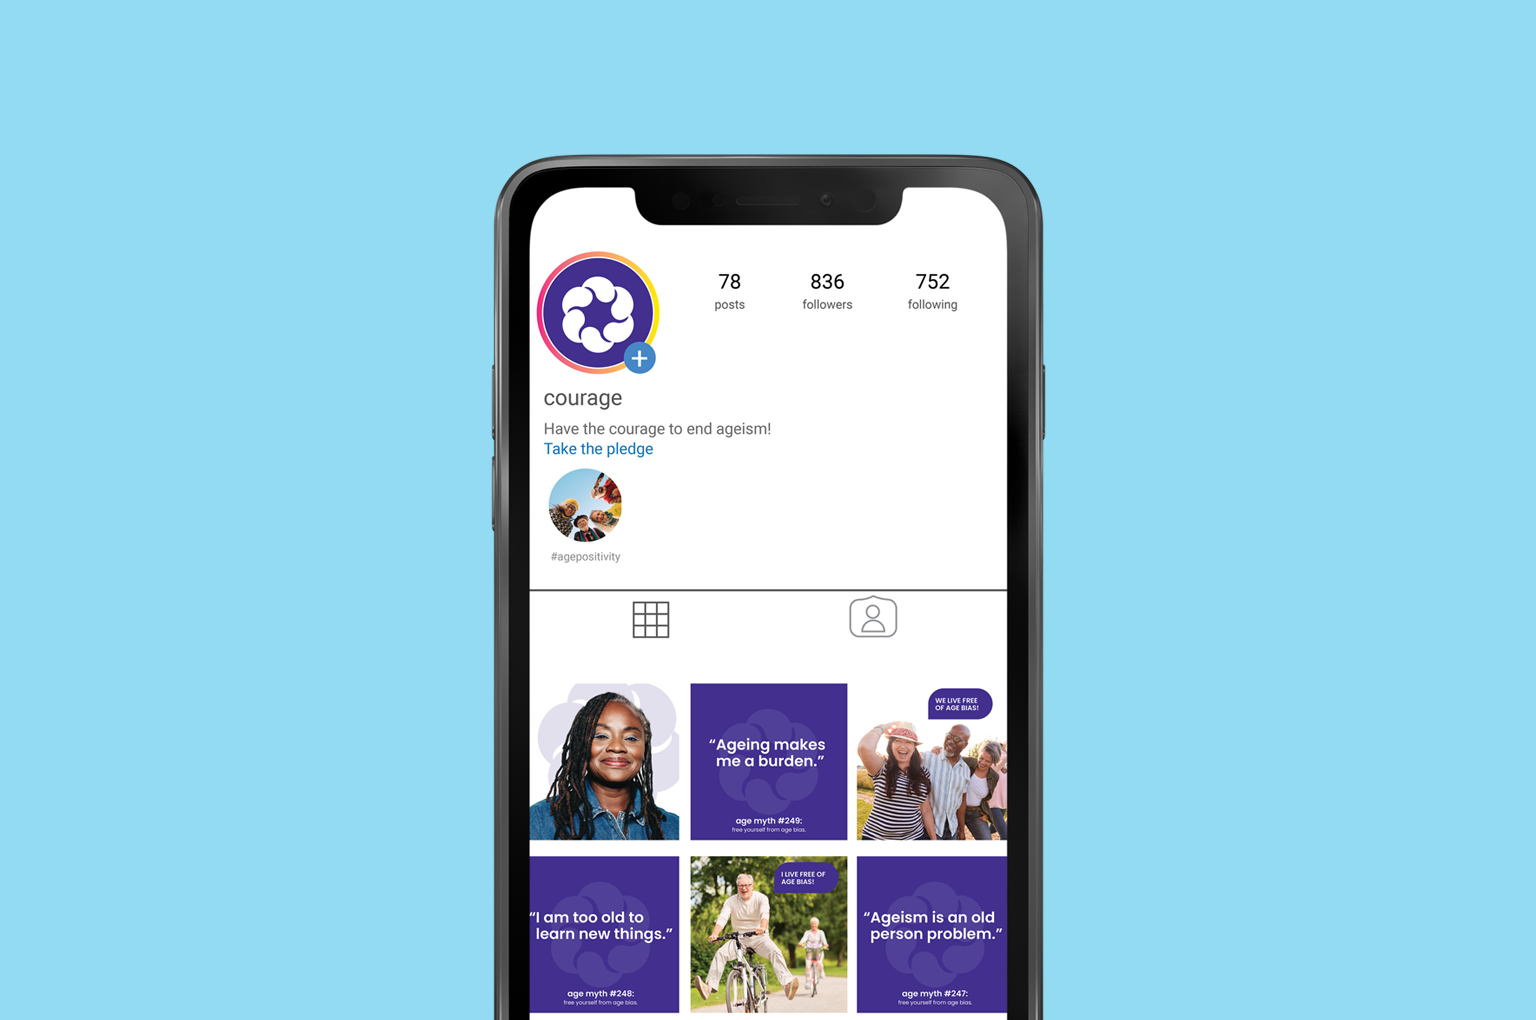 78
836
752
posts
followers
following
courage
Have the courage to end ageism!
Take the pledge
#agepositivity
“Ageing makes
me a burden.”
age myth #249:
free yourself from age bias.
WE LIVE FREE
OF AGE BIAS!
“I am too old to
learn new things.”
age myth #248:
free yourself from age bias.
I LIVE FREE OF
AGE BIAS!
“Ageism is an old
person problem.”
age myth #247:
free yourself from age bias.